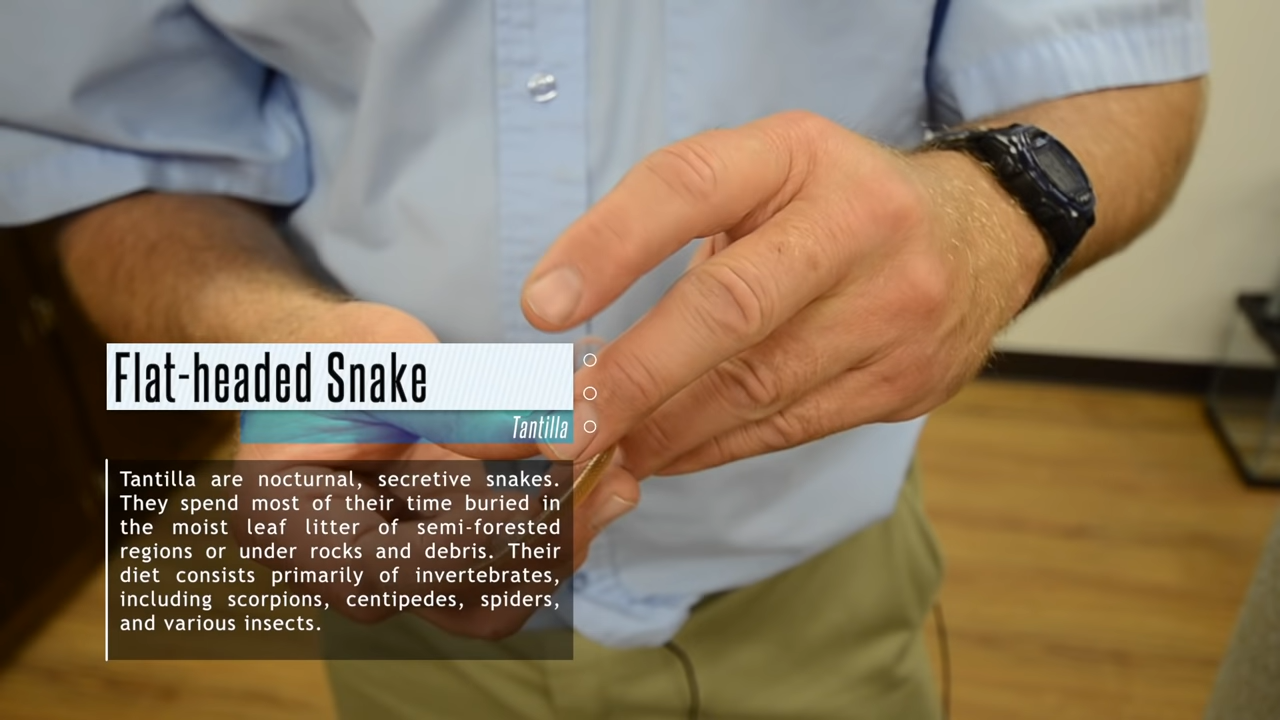 Flat-headed Snake
Tantilla
Tantilla are nocturnal, secretive snakes.
They spend most of their time buried in
the moist leaf litter of semi-forested
regions or under rocks and debris. Their
diet consists primarily of invertebrates,
including scorpions, centipedes, spiders,
and various insects.